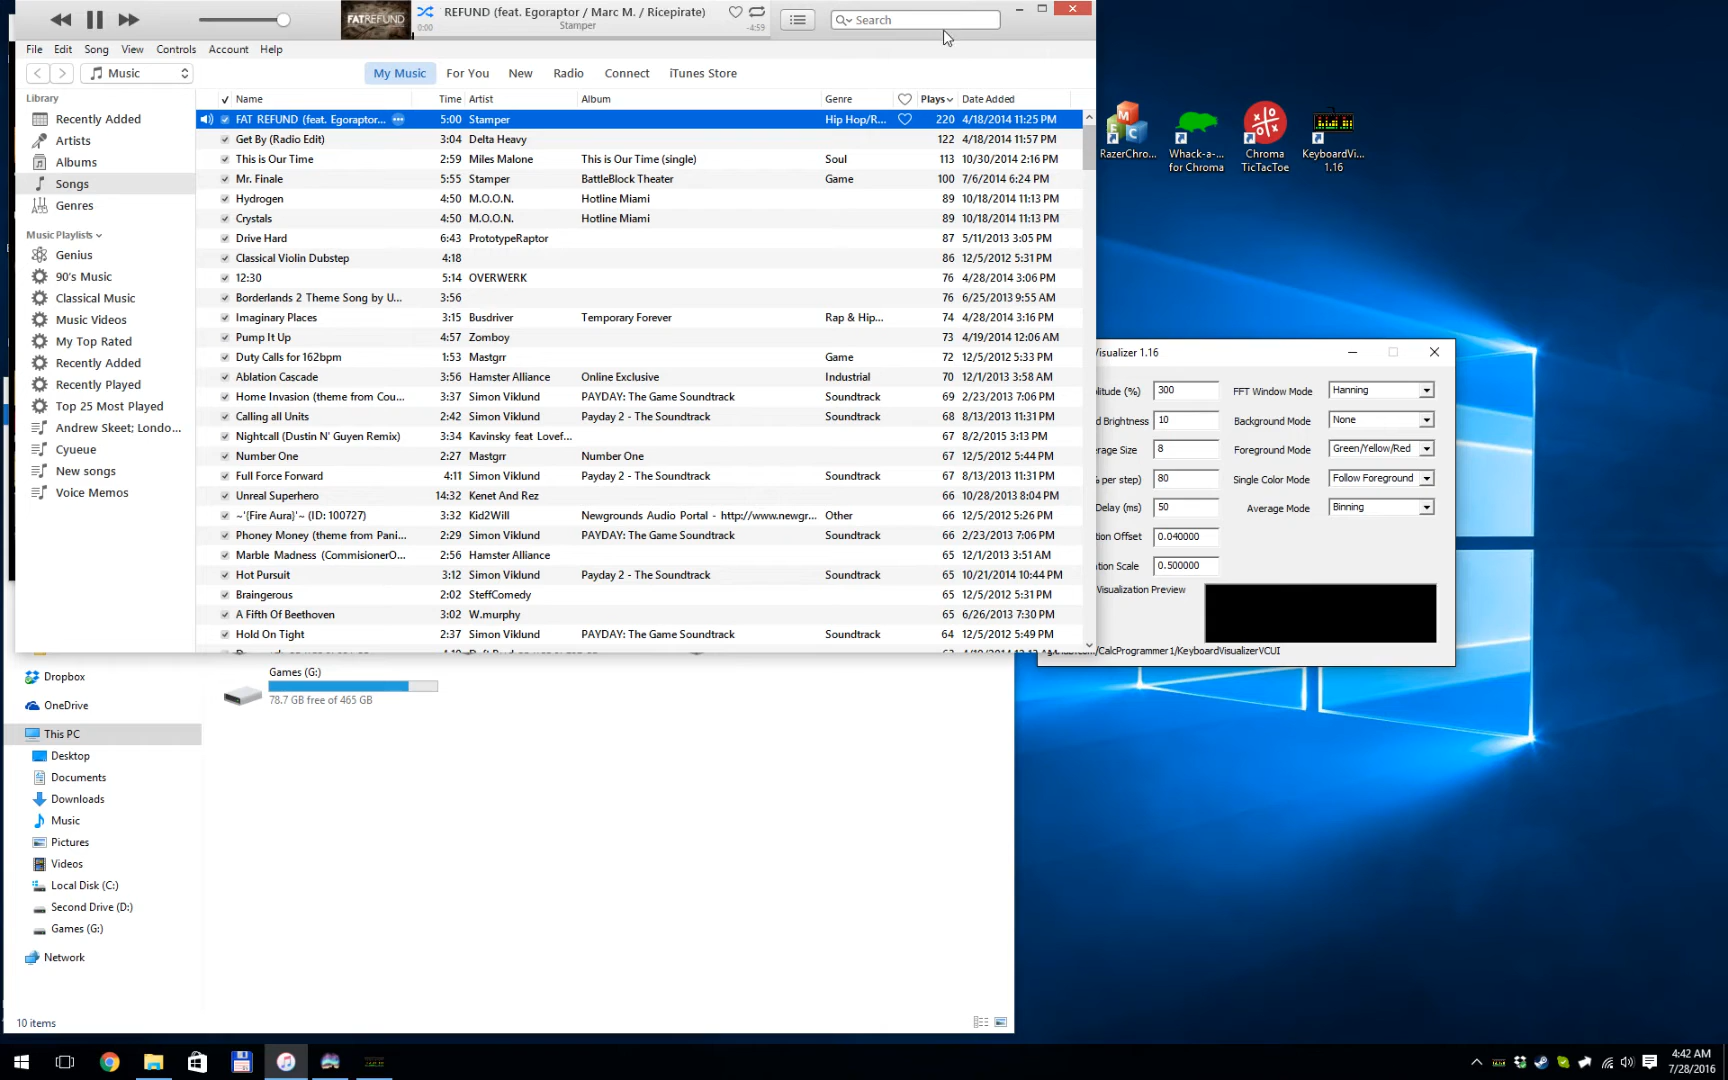 FATREFUND
REFUND (feat. Egoraptor / Marc M. / Ricepirate)
Stamper
0:00
-4:59
Search
File Edit Song View Controls Account Help
Music
My Music For You New Radio Connect iTunes Store
Library
Recently Added
Artists
Albums
Songs
Genres
Music Playlists
Genius
90's Music
Classical Music
Music Videos
My Top Rated
Recently Added
Recently Played
Top 25 Most Played
Andrew Skeet; Londo...
Cyueue
New songs
Voice Memos
Name Time Artist Album Genre Plays Date Added
FAT REFUND (feat. Egoraptor... 5:00 Stamper Hip Hop/R... 220 4/18/2014 11:25 PM
Get By (Radio Edit) 3:04 Delta Heavy 122 4/18/2014 11:57 PM
This is Our Time 2:59 Miles Malone This is Our Time (single) Soul 113 10/30/2014 2:16 PM
Mr. Finale 5:55 Stamper BattleBlock Theater Game 100 7/6/2014 6:24 PM
Hydrogen 4:50 M.O.O.N. Hotline Miami 89 10/18/2014 11:13 PM
Crystals 4:50 M.O.O.N. Hotline Miami 89 10/18/2014 11:13 PM
Drive Hard 6:43 PrototypeRaptor 87 5/11/2013 3:05 PM
Classical Violin Dubstep 4:18 86 12/5/2012 5:31 PM
12:30 5:14 OVERWERK 76 4/28/2014 3:06 PM
Borderlands 2 Theme Song by U... 3:56 76 6/25/2013 9:55 AM
Imaginary Places 3:15 Busdriver Temporary Forever Rap & Hip... 74 4/28/2014 3:16 PM
Pump It Up 4:57 Zomboy 73 4/19/2014 12:06 AM
Duty Calls for 162bpm 1:53 Mastgrr Game 72 12/5/2012 5:33 PM
Ablation Cascade 3:56 Hamster Alliance Online Exclusive Industrial 70 12/1/2013 3:58 AM
Home Invasion (theme from Cou... 3:37 Simon Viklund PAYDAY: The Game Soundtrack Soundtrack 69 2/23/2013 7:06 PM
Calling all Units 2:42 Simon Viklund Payday 2 - The Soundtrack Soundtrack 68 8/13/2013 11:31 PM
Nightcall (Dustin N' Guyen Remix) 3:34 Kavinsky feat Lovef... 67 8/2/2015 3:13 PM
Number One 2:27 Mastgrr Number One 67 12/5/2012 5:44 PM
Full Force Forward 4:11 Simon Viklund Payday 2 - The Soundtrack Soundtrack 67 8/13/2013 11:31 PM
Unreal Superhero 14:32 Kenet And Rez 66 10/28/2013 8:04 PM
~'{Fire Aura}'~ (ID: 100727) 3:32 Kid2Will Newgrounds Audio Portal - http://www.newgr... Other 66 12/5/2012 5:26 PM
Phoney Money (theme from Pani... 2:29 Simon Viklund PAYDAY: The Game Soundtrack Soundtrack 66 2/23/2013 7:06 PM
Marble Madness (CommisionerO... 2:56 Hamster Alliance 65 12/1/2013 3:51 AM
Hot Pursuit 3:12 Simon Viklund Payday 2 - The Soundtrack Soundtrack 65 10/21/2014 10:44 PM
Braingerous 2:02 SteffComedy 65 12/5/2012 5:31 PM
A Fifth Of Beethoven 3:02 W.murphy 65 6/26/2013 7:30 PM
Hold On Tight 2:37 Simon Viklund PAYDAY: The Game Soundtrack Soundtrack 64 12/5/2012 5:49 PM
RazerChro...
Whack-a-... for Chroma
Chroma TicTacToe
KeyboardVi... 1.16
isualizer 1.16
plitude (%) 300 FFT Window Mode Hanning
d Brightness 10 Background Mode None
rage Size 8 Foreground Mode Green/Yellow/Red
% per step) 80 Single Color Mode Follow Foreground
Delay (ms) 50 Average Mode Binning
tion Offset 0.040000
ation Scale 0.500000
Visualization Preview
.com/CalcProgrammer1/KeyboardVisualizerVCUI
Games (G:)
78.7 GB free of 465 GB
Dropbox
OneDrive
This PC
Desktop
Documents
Downloads
Music
Pictures
Videos
Local Disk (C:)
Second Drive (D:)
Games (G:)
Network
10 items
4:42 AM
7/28/2016